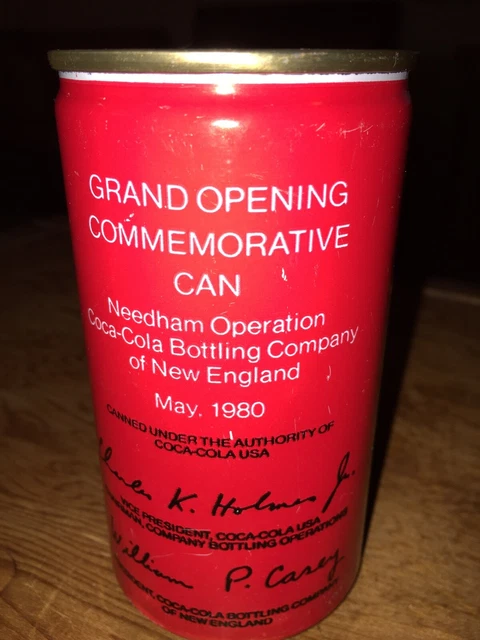 GRAND OPENING
COMMEMORATIVE
CAN
Needham Operation
Coca-Cola Bottling Company
of New England
May, 1980
CANNED UNDER THE AUTHORITY OF
COCA-COLA USA
Charles K. Holmes Jr.
VICE PRESIDENT, COCA-COLA USA
COMPANY BOTTLING OPERATIONS
William P. Casey
COCA-COLA BOTTLING COMPANY
OF NEW ENGLAND